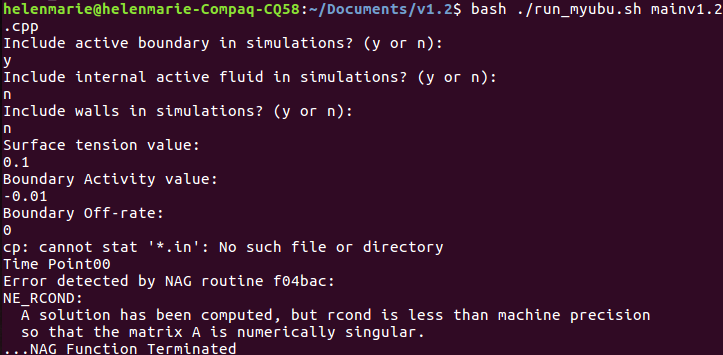 helenmarie@helenmarie-Compaq-CQ58:~/Documents/v1.2$ bash ./run_myubu.sh mainv1.2
.cpp
Include active boundary in simulations? (y or n):
y
Include internal active fluid in simulations? (y or n):
n
Include walls in simulations? (y or n):
n
Surface tension value:
0.1
Boundary Activity value:
-0.01
Boundary Off-rate:
0
cp: cannot stat '*.in': No such file or directory
Time Point00
Error detected by NAG routine f04bac:
NE_RCOND:
  A solution has been computed, but rcond is less than machine precision
  so that the matrix A is numerically singular.
...NAG Function Terminated